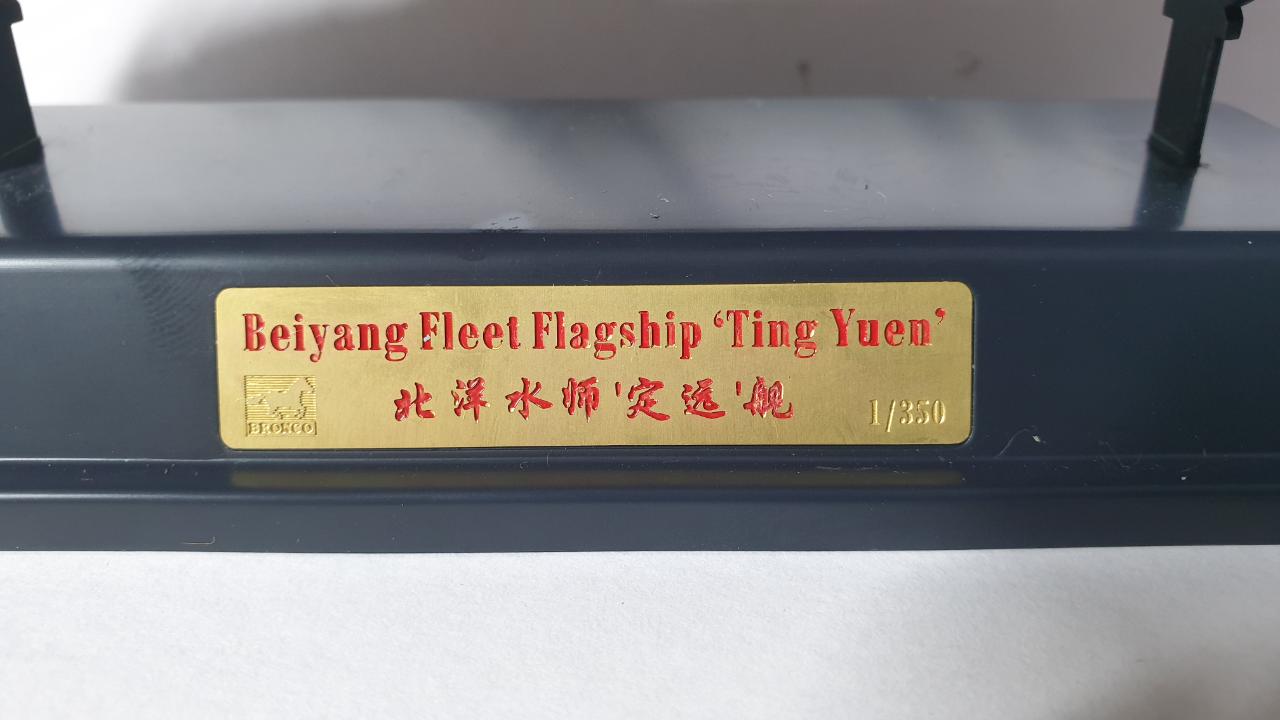 Beiyang Fleet Flagship ‘Ting Yuen’
北洋水师'定远'舰
BRONCO
1/350